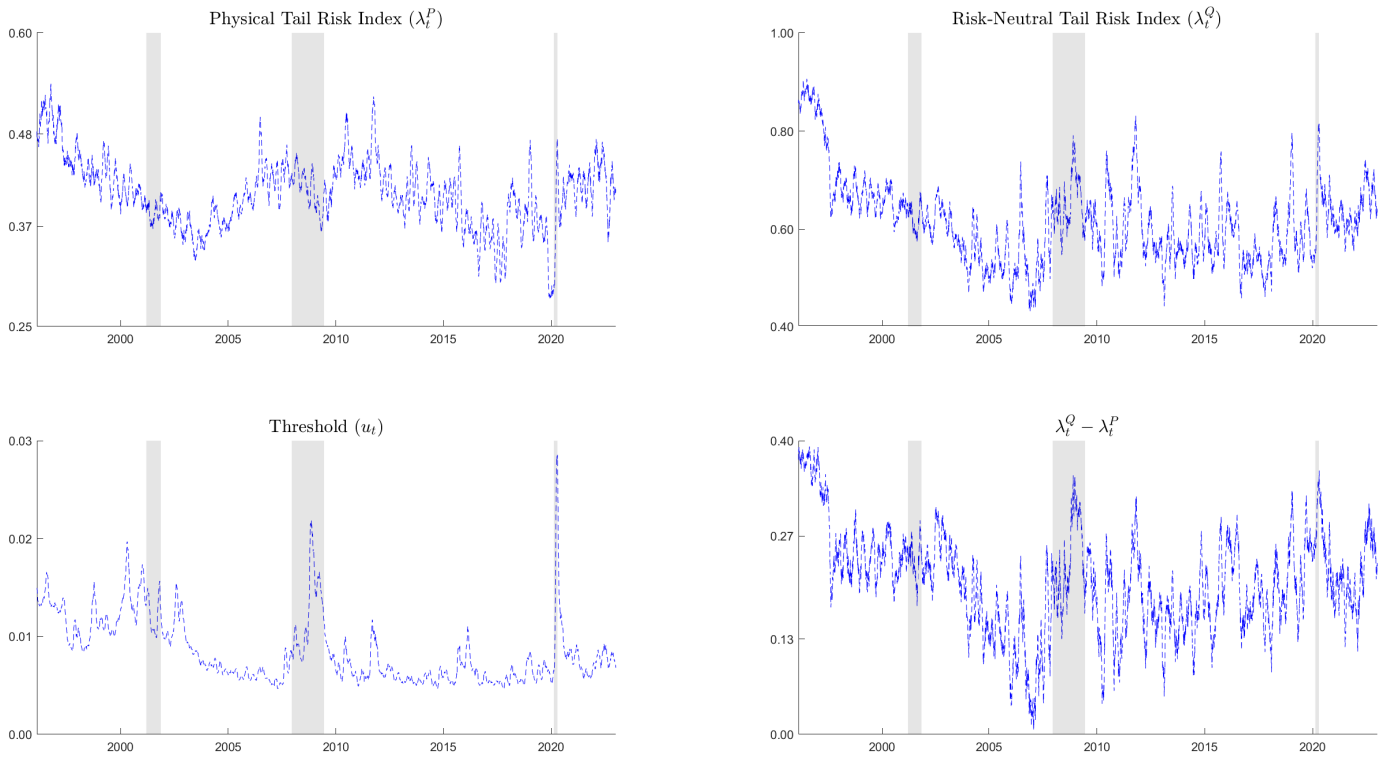 Physical Tail Risk Index (λ_t^P)
0.60
0.48
0.37
0.25
2000 2005 2010 2015 2020
Risk-Neutral Tail Risk Index (λ_t^Q)
1.00
0.80
0.60
0.40
2000 2005 2010 2015 2020
Threshold (u_t)
0.03
0.02
0.01
0.00
2000 2005 2010 2015 2020
λ_t^Q − λ_t^P
0.40
0.27
0.13
0.00
2000 2005 2010 2015 2020